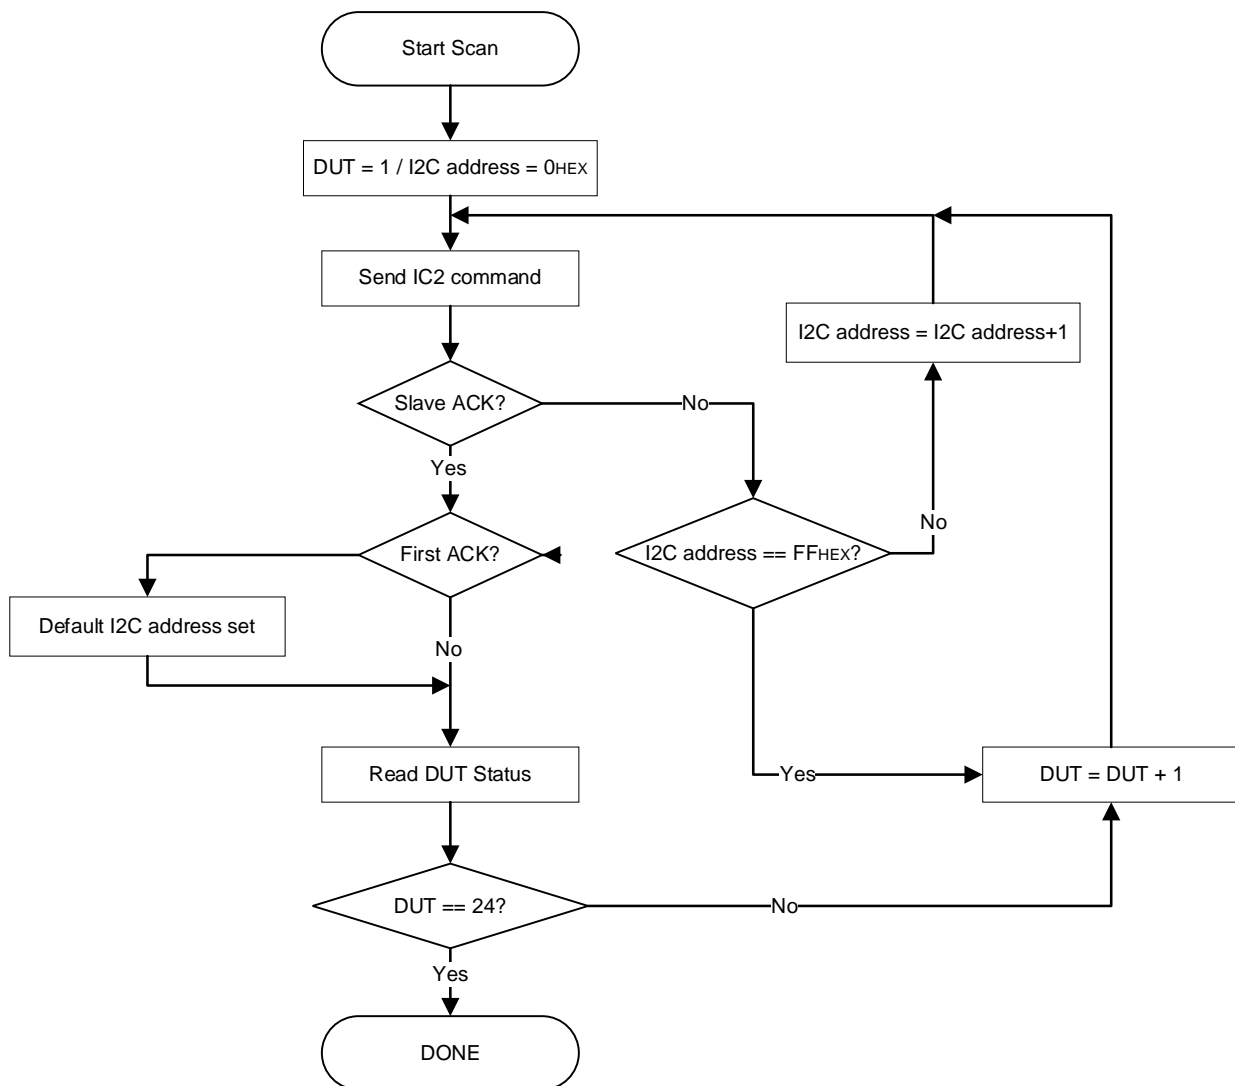 Start Scan
DUT = 1 / I2C address = 0HEX
Send IC2 command
I2C address = I2C address+1
Slave ACK?
No
Yes
I2C address == FFHEX?
No
First ACK?
Default I2C address set
No
Read DUT Status
Yes
DUT = DUT + 1
DUT == 24?
No
Yes
DONE